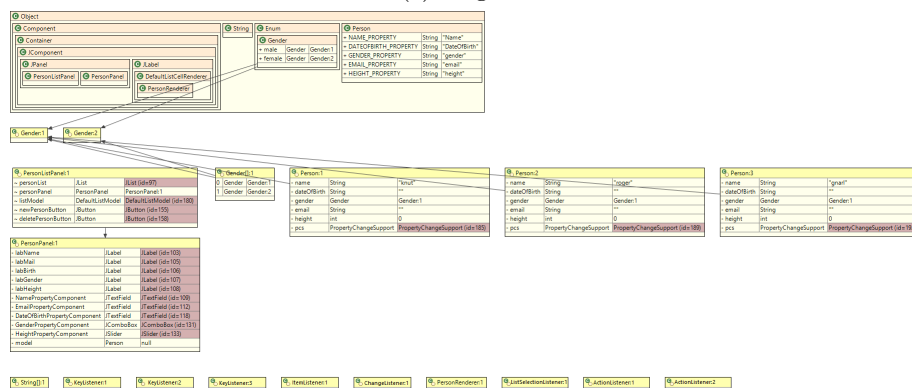 Object
Component
Container
JComponent
JPanel
PersonListPanel
PersonPanel
JLabel
DefaultListCellRenderer
PersonRenderer
String
Enum
Gender
+ male Gender Gender:1
+ female Gender Gender:2
Person
+ NAME_PROPERTY String "Name"
+ DATEOFBIRTH_PROPERTY String "DateOfBirth"
+ GENDER_PROPERTY String "gender"
+ EMAIL_PROPERTY String "email"
+ HEIGHT_PROPERTY String "height"
Gender:1
Gender:2
PersonListPanel:1
~ personList JList JList (id=97)
~ personPanel PersonPanel PersonPanel:1
~ listModel DefaultListModel DefaultListModel (id=180)
~ newPersonButton JButton JButton (id=155)
~ deletePersonButton JButton JButton (id=158)
Gender[]:1
0 Gender Gender:1
1 Gender Gender:2
Person:1
- name String "knut"
- dateOfBirth String ""
- gender Gender Gender:1
- email String ""
- height int 0
- pcs PropertyChangeSupport PropertyChangeSupport (id=185)
Person:2
- name String "roger"
- dateOfBirth String ""
- gender Gender Gender:1
- email String ""
- height int 0
- pcs PropertyChangeSupport PropertyChangeSupport (id=189)
Person:3
- name String "gnarl"
- dateOfBirth String ""
- gender Gender Gender:1
- email String ""
- height int 0
- pcs PropertyChangeSupport PropertyChangeSupport (id=19
PersonPanel:1
- labName JLabel JLabel (id=103)
- labMail JLabel JLabel (id=105)
- labBirth JLabel JLabel (id=106)
- labGender JLabel JLabel (id=107)
- labHeight JLabel JLabel (id=108)
- NamePropertyComponent JTextField JTextField (id=109)
- EmailPropertyComponent JTextField JTextField (id=112)
- DateOfBirthPropertyComponent JTextField JTextField (id=118)
- GenderPropertyComponent JComboBox JComboBox (id=131)
- HeightPropertyComponent JSlider JSlider (id=133)
- model Person null
String[]:1
KeyListener:1
KeyListener:2
KeyListener:3
ItemListener:1
ChangeListener:1
PersonRenderer:1
ListSelectionListener:1
ActionListener:1
ActionListener:2